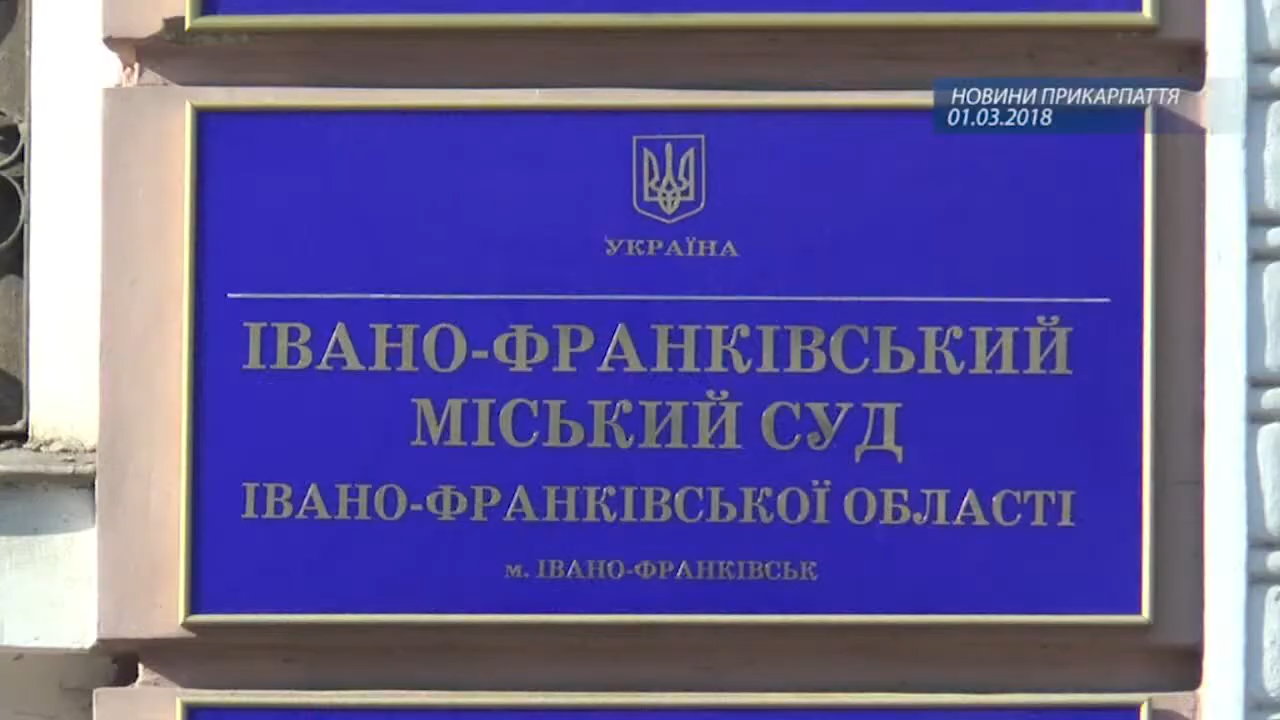 НОВИНИ ПРИКАРПАТТЯ
01.03.2018
УКРАЇНА
ІВАНО-ФРАНКІВСЬКИЙ
МІСЬКИЙ СУД
ІВАНО-ФРАНКІВСЬКОЇ ОБЛАСТІ
м. ІВАНО-ФРАНКІВСЬК